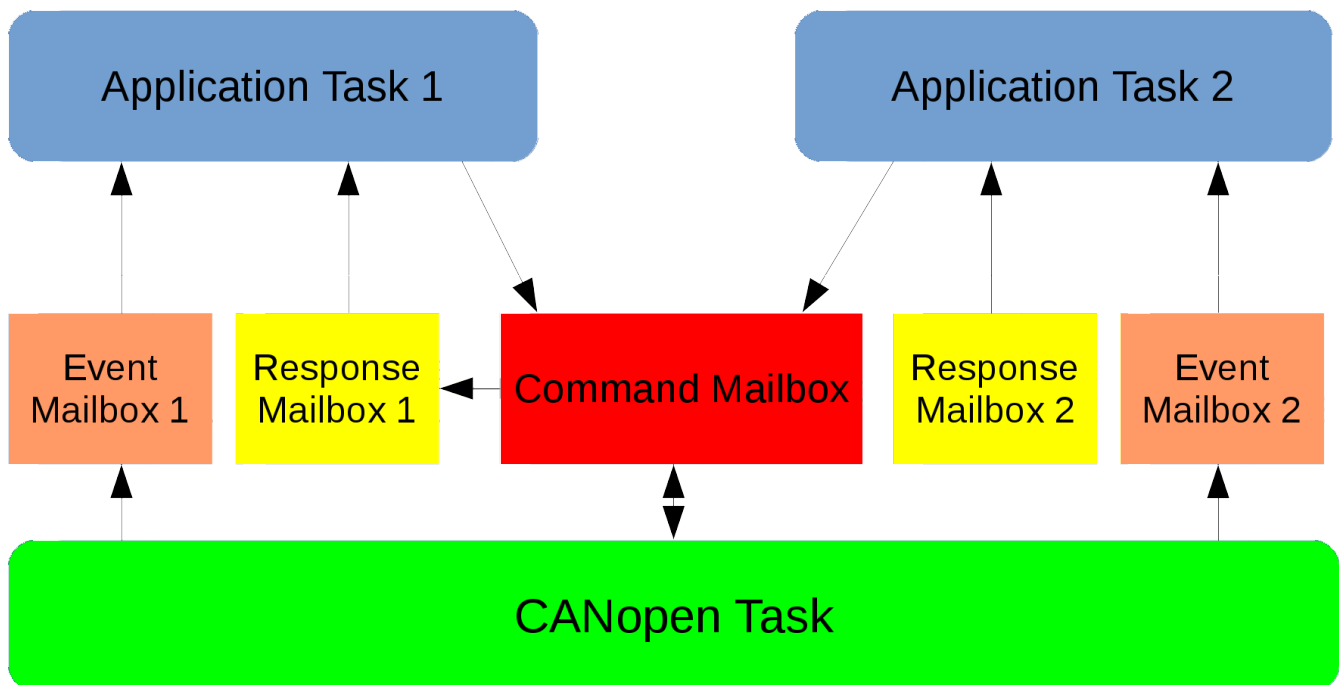 Application Task 1
Application Task 2
Event
Mailbox 1
Response
Mailbox 1
Command Mailbox
Response
Mailbox 2
Event
Mailbox 2
CANopen Task